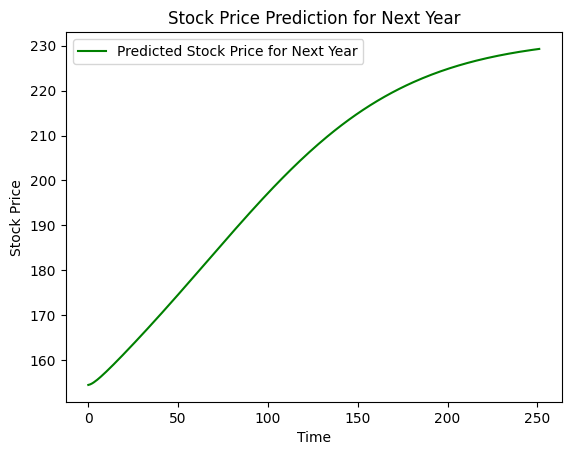 Stock Price Prediction for Next Year
Predicted Stock Price for Next Year
230
220
210
200
190
180
170
160
Stock Price
0 50 100 150 200 250
Time